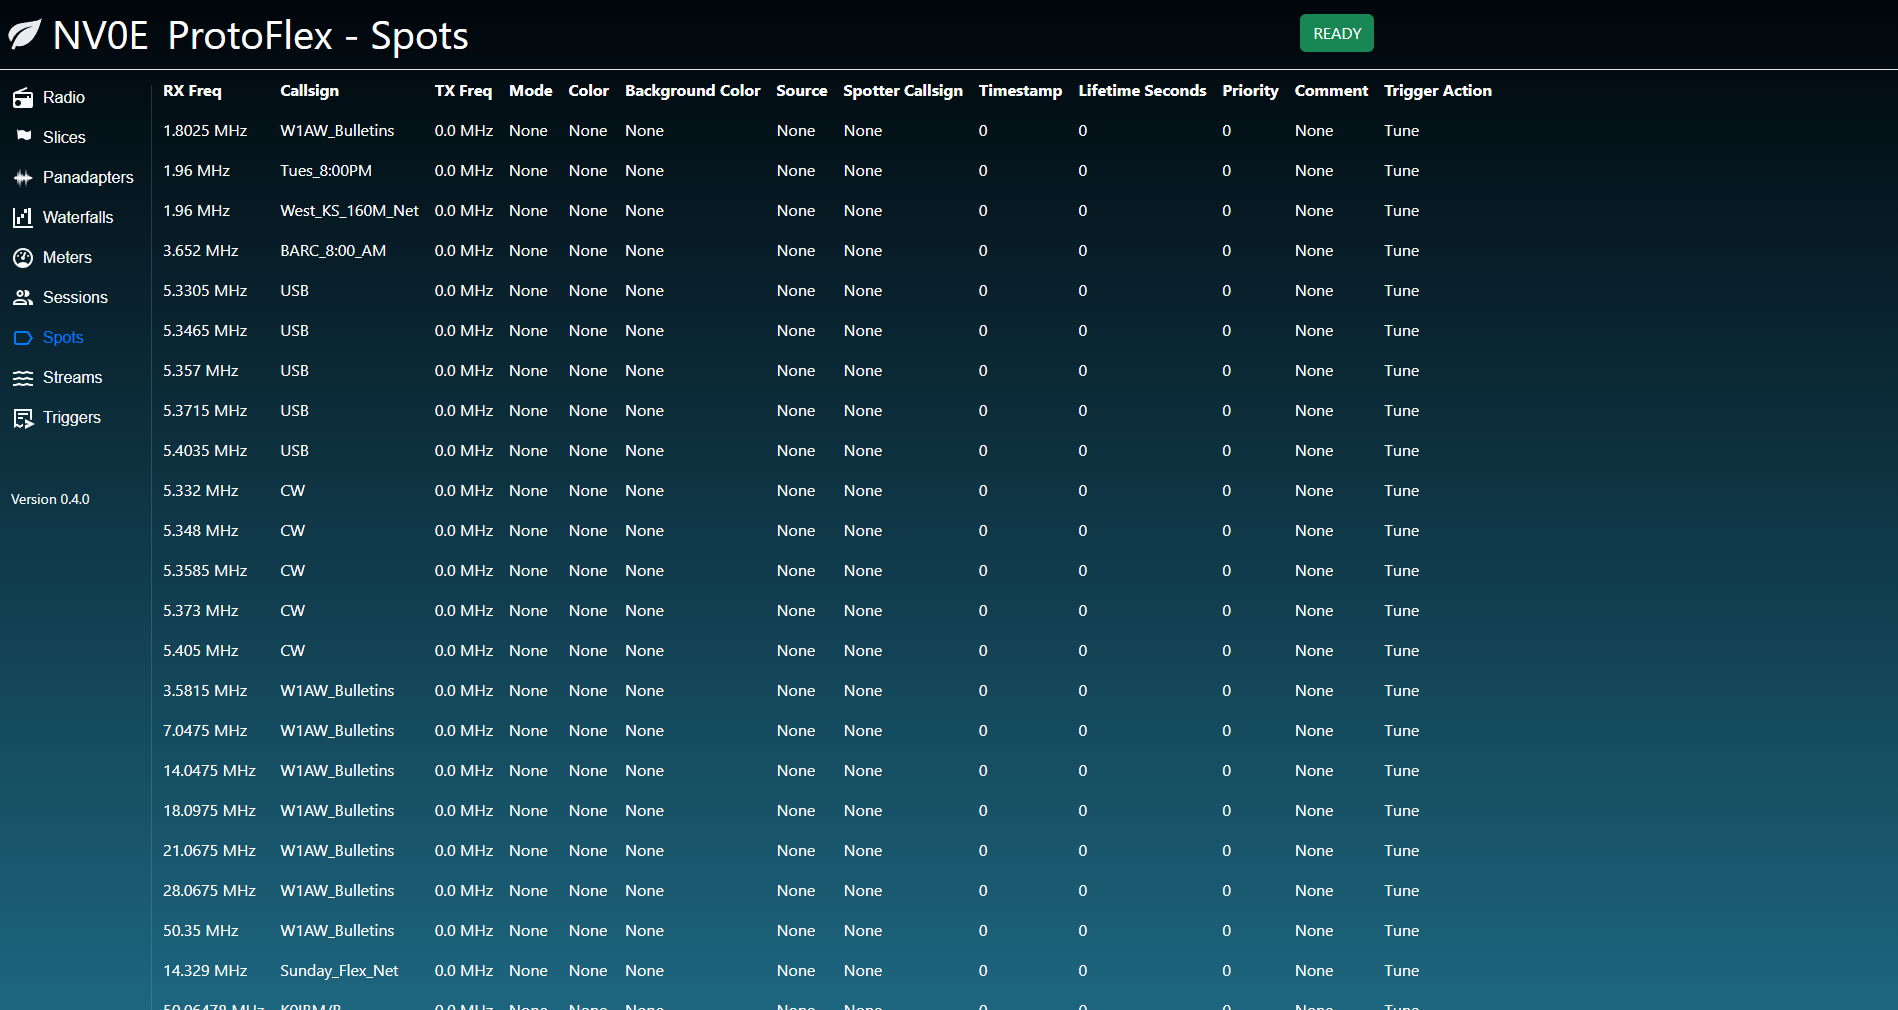 NV0E ProtoFlex - Spots
READY
Radio
Slices
Panadapters
Waterfalls
Meters
Sessions
Spots
Streams
Triggers
Version 0.4.0
RX Freq Callsign TX Freq Mode Color Background Color Source Spotter Callsign Timestamp Lifetime Seconds Priority Comment Trigger Action
1.8025 MHz W1AW_Bulletins 0.0 MHz None None None None None 0 0 0 None Tune
1.96 MHz Tues_8:00PM 0.0 MHz None None None None None 0 0 0 None Tune
1.96 MHz West_KS_160M_Net 0.0 MHz None None None None None 0 0 0 None Tune
3.652 MHz BARC_8:00_AM 0.0 MHz None None None None None 0 0 0 None Tune
5.3305 MHz USB 0.0 MHz None None None None None 0 0 0 None Tune
5.3465 MHz USB 0.0 MHz None None None None None 0 0 0 None Tune
5.357 MHz USB 0.0 MHz None None None None None 0 0 0 None Tune
5.3715 MHz USB 0.0 MHz None None None None None 0 0 0 None Tune
5.4035 MHz USB 0.0 MHz None None None None None 0 0 0 None Tune
5.332 MHz CW 0.0 MHz None None None None None 0 0 0 None Tune
5.348 MHz CW 0.0 MHz None None None None None 0 0 0 None Tune
5.3585 MHz CW 0.0 MHz None None None None None 0 0 0 None Tune
5.373 MHz CW 0.0 MHz None None None None None 0 0 0 None Tune
5.405 MHz CW 0.0 MHz None None None None None 0 0 0 None Tune
3.5815 MHz W1AW_Bulletins 0.0 MHz None None None None None 0 0 0 None Tune
7.0475 MHz W1AW_Bulletins 0.0 MHz None None None None None 0 0 0 None Tune
14.0475 MHz W1AW_Bulletins 0.0 MHz None None None None None 0 0 0 None Tune
18.0975 MHz W1AW_Bulletins 0.0 MHz None None None None None 0 0 0 None Tune
21.0675 MHz W1AW_Bulletins 0.0 MHz None None None None None 0 0 0 None Tune
28.0675 MHz W1AW_Bulletins 0.0 MHz None None None None None 0 0 0 None Tune
50.35 MHz W1AW_Bulletins 0.0 MHz None None None None None 0 0 0 None Tune
14.329 MHz Sunday_Flex_Net 0.0 MHz None None None None None 0 0 0 None Tune
MHz 0.0 MHz None None None None None 0 0 0 None Tune